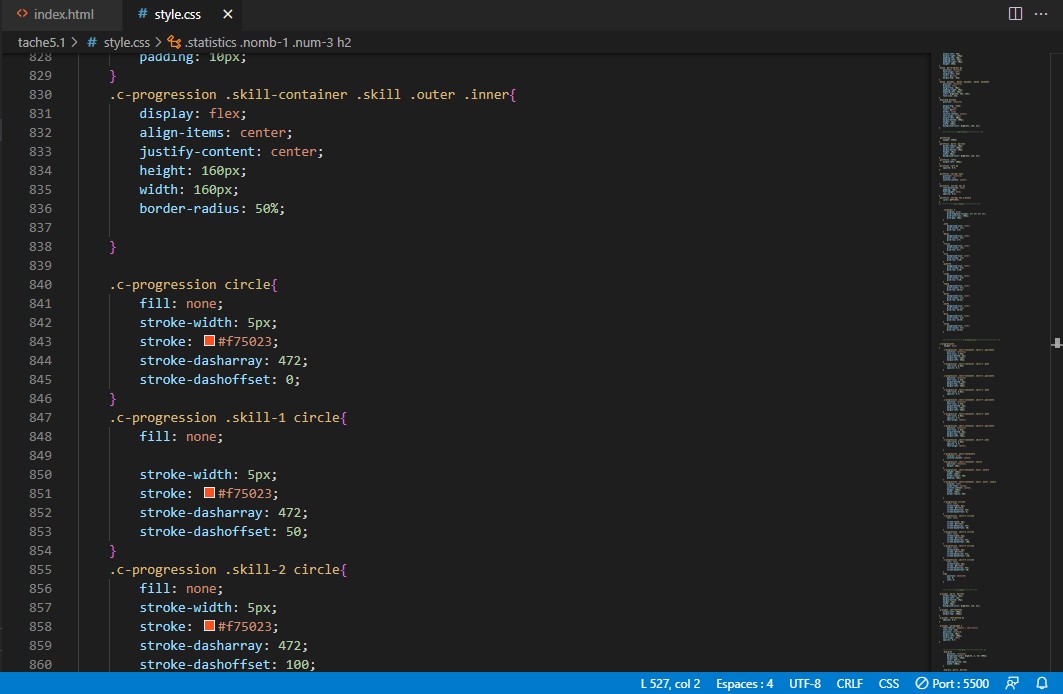 index.html
# style.css ×
tache5.1 > # style.css > .statistics .nomb-1 .num-3 h2
828 padding: 10px;
829 }
830 .c-progression .skill-container .skill .outer .inner{
831 display: flex;
832 align-items: center;
833 justify-content: center;
834 height: 160px;
835 width: 160px;
836 border-radius: 50%;
837
838 }
839
840 .c-progression circle{
841 fill: none;
842 stroke-width: 5px;
843 stroke: #f75023;
844 stroke-dasharray: 472;
845 stroke-dashoffset: 0;
846 }
847 .c-progression .skill-1 circle{
848 fill: none;
849
850 stroke-width: 5px;
851 stroke: #f75023;
852 stroke-dasharray: 472;
853 stroke-dashoffset: 50;
854 }
855 .c-progression .skill-2 circle{
856 fill: none;
857 stroke-width: 5px;
858 stroke: #f75023;
859 stroke-dasharray: 472;
860 stroke-dashoffset: 100;
L 527, col 2 Espaces : 4 UTF-8 CRLF CSS Port : 5500